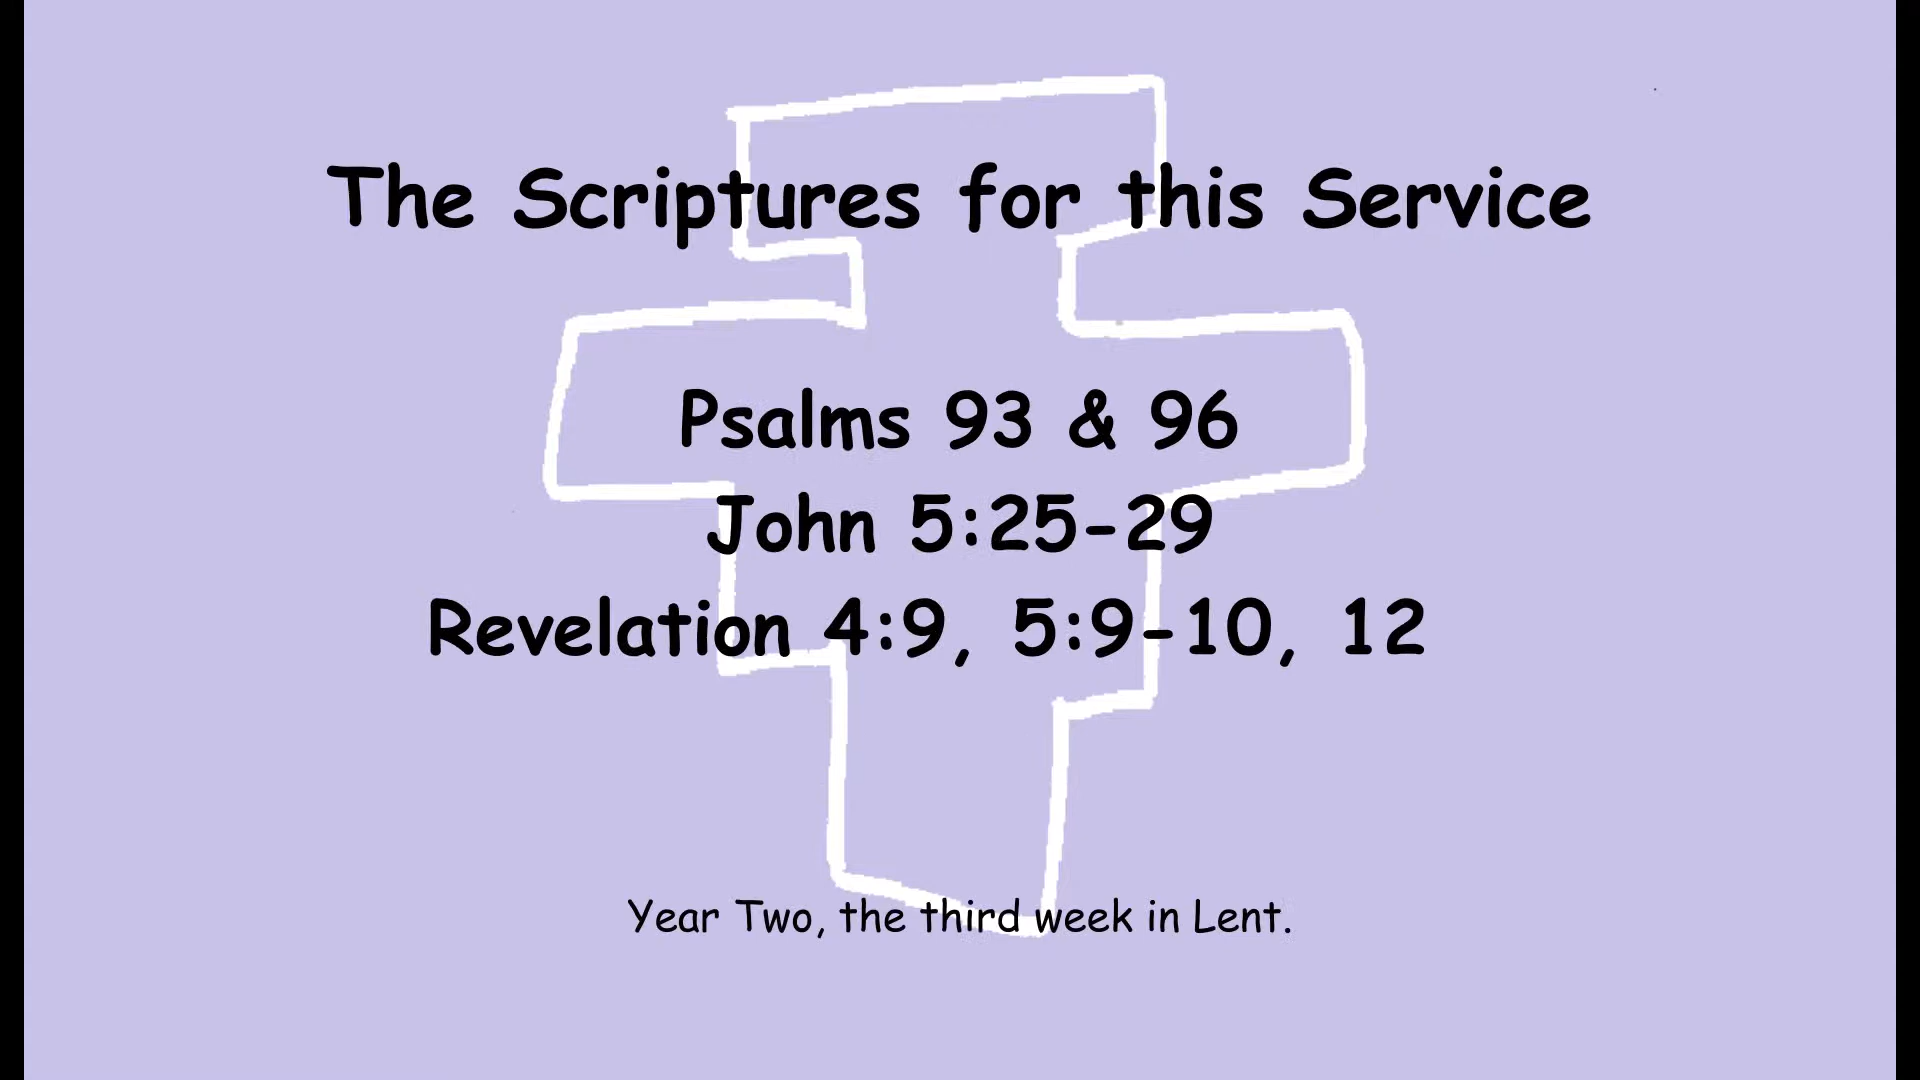 The Scriptures for this Service
Psalms 93 & 96
John 5:25-29
Revelation 4:9, 5:9-10, 12
Year Two, the third week in Lent.